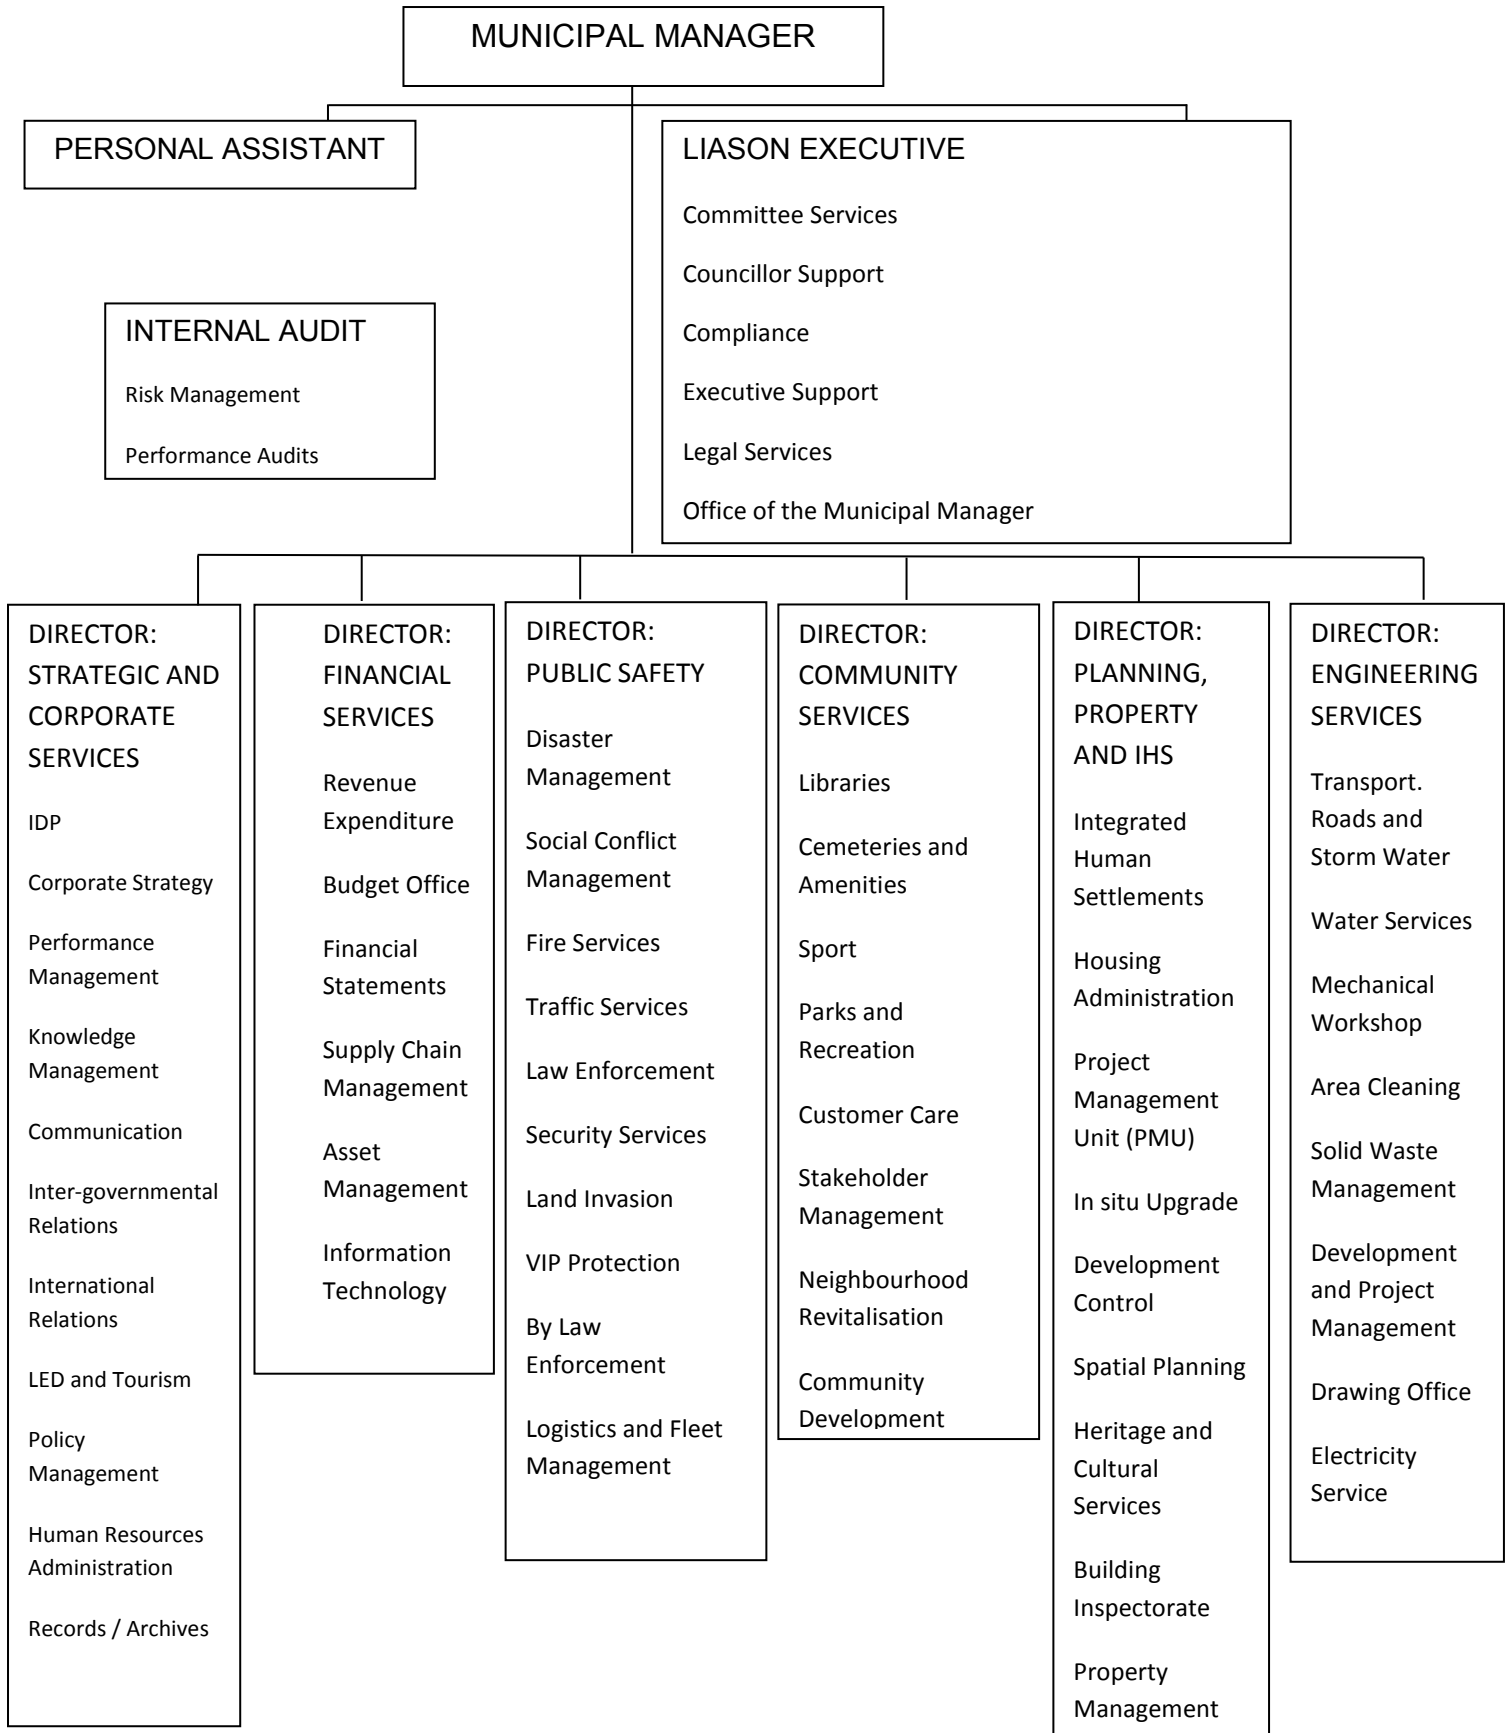 MUNICIPAL MANAGER
PERSONAL ASSISTANT
LIASON EXECUTIVE
Committee Services
Councillor Support
Compliance
Executive Support
Legal Services
Office of the Municipal Manager
INTERNAL AUDIT
Risk Management
Performance Audits
DIRECTOR:
STRATEGIC AND
CORPORATE
SERVICES
IDP
Corporate Strategy
Performance
Management
Knowledge
Management
Communication
Inter-governmental
Relations
International
Relations
LED and Tourism
Policy
Management
Human Resources
Administration
Records / Archives
DIRECTOR:
FINANCIAL
SERVICES
Revenue
Expenditure
Budget Office
Financial
Statements
Supply Chain
Management
Asset
Management
Information
Technology
DIRECTOR:
PUBLIC SAFETY
Disaster
Management
Social Conflict
Management
Fire Services
Traffic Services
Law Enforcement
Security Services
Land Invasion
VIP Protection
By Law
Enforcement
Logistics and Fleet
Management
DIRECTOR:
COMMUNITY
SERVICES
Libraries
Cemeteries and
Amenities
Sport
Parks and
Recreation
Customer Care
Stakeholder
Management
Neighbourhood
Revitalisation
Community
Development
DIRECTOR:
PLANNING,
PROPERTY
AND IHS
Integrated
Human
Settlements
Housing
Administration
Project
Management
Unit (PMU)
In situ Upgrade
Development
Control
Spatial Planning
Heritage and
Cultural
Services
Building
Inspectorate
Property
Management
DIRECTOR:
ENGINEERING
SERVICES
Transport.
Roads and
Storm Water
Water Services
Mechanical
Workshop
Area Cleaning
Solid Waste
Management
Development
and Project
Management
Drawing Office
Electricity
Service